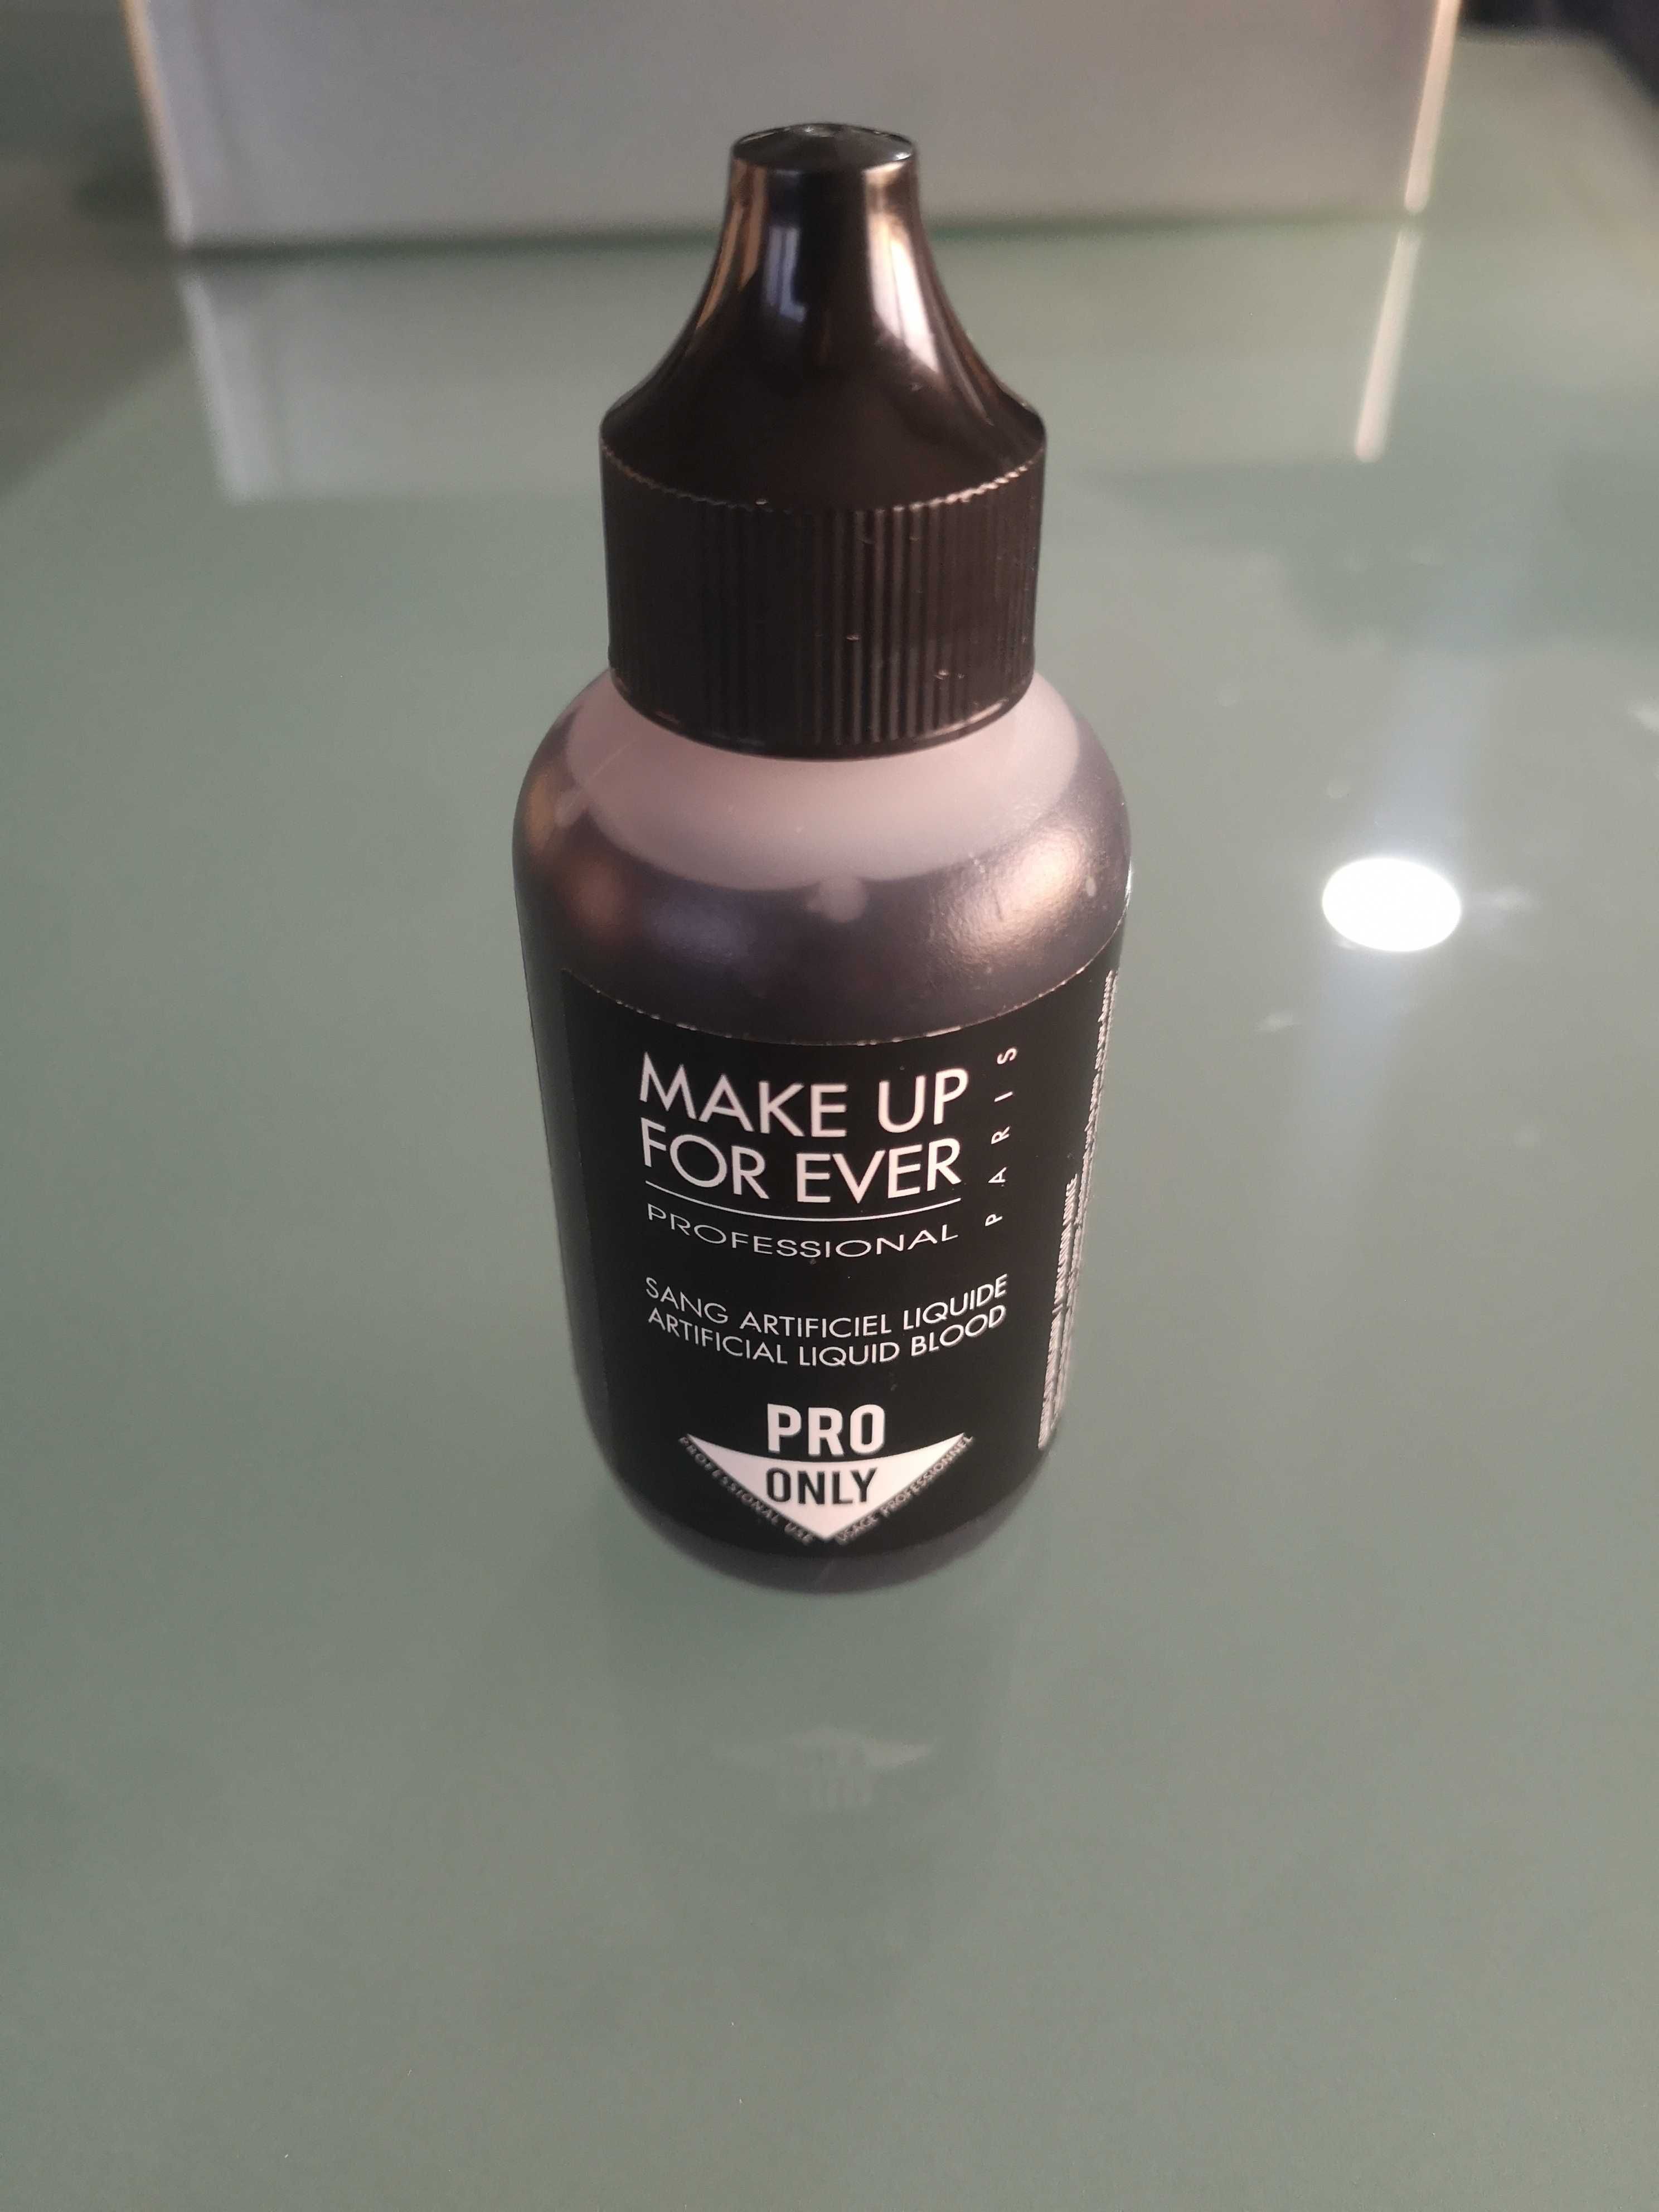 MAKE UP
FOR EVER
PARIS
PROFESSIONAL
SANG ARTIFICIEL LIQUIDE
ARTIFICIAL LIQUID BLOOD
PRO
ONLY
PROFESSIONAL USE
USAGE PROFESSIONNEL